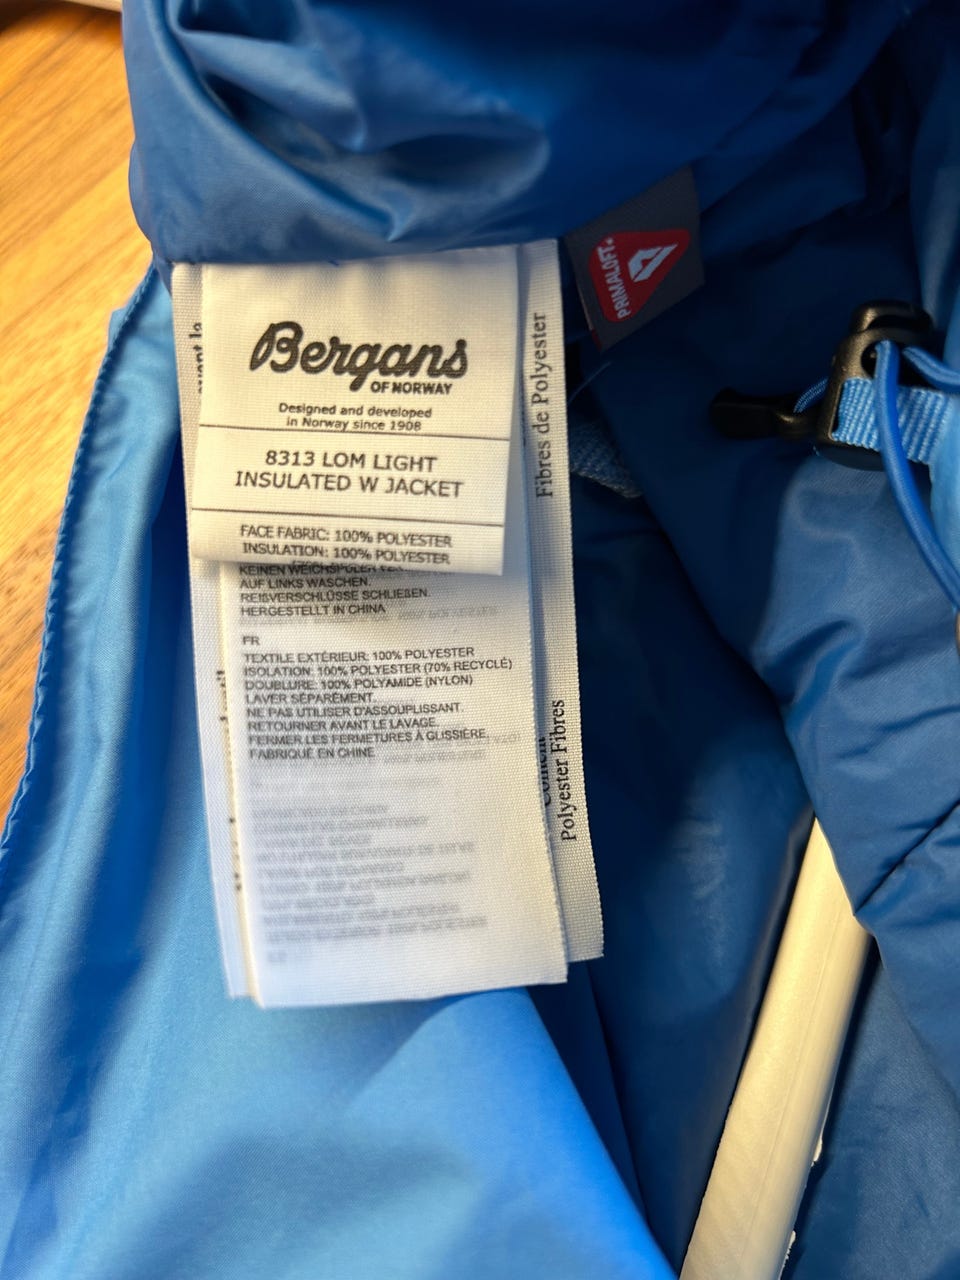 Bergans
OF NORWAY
Designed and developed
in Norway since 1908
8313 LOM LIGHT
INSULATED W JACKET
FACE FABRIC: 100% POLYESTER
INSULATION: 100% POLYESTER
KEINEN WEICHSPÜLER
AUF LINKS WASCHEN.
REIßVERSCHLÜSSE SCHLIEßEN.
HERGESTELLT IN CHINA
FR
TEXTILE EXTÉRIEUR: 100% POLYESTER
ISOLATION: 100% POLYESTER (70% RECYCLÉ)
DOUBLURE: 100% POLYAMIDE (NYLON)
LAVER SÉPARÉMENT.
NE PAS UTILISER D'ASSOUPLISSANT.
RETOURNER AVANT LE LAVAGE.
FERMER LES FERMETURES À GLISSIÈRE.
FABRIQUÉ EN CHINE
Fibres de Polyester
Polyester Fibres
PRIMALOFT